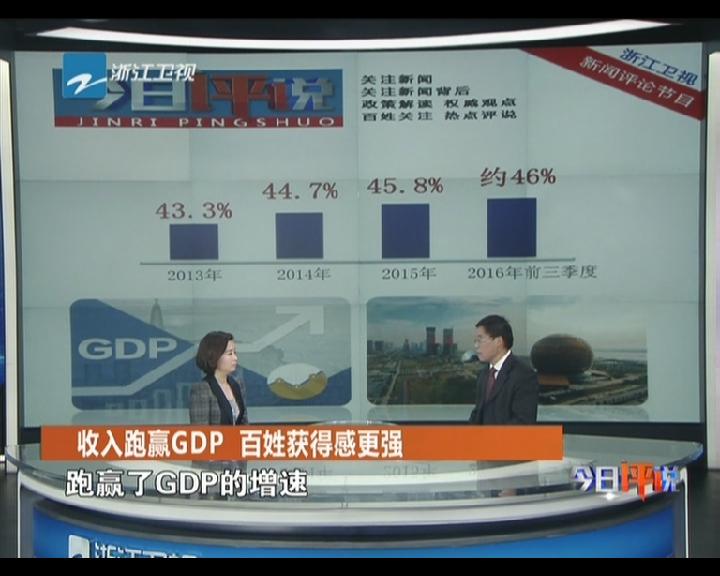 浙江卫视
今日评说
JINRI PINGSHUO
关注新闻
关注新闻背后
政策解读 权威观点
百姓关注 热点评说
浙江卫视
新闻评论节目
43.3%
44.7%
45.8%
约46%
2013年
2014年
2015年
2016年前三季度
GDP
收入跑赢GDP 百姓获得感更强
跑赢了GDP的增速
今日评说
浙江卫视